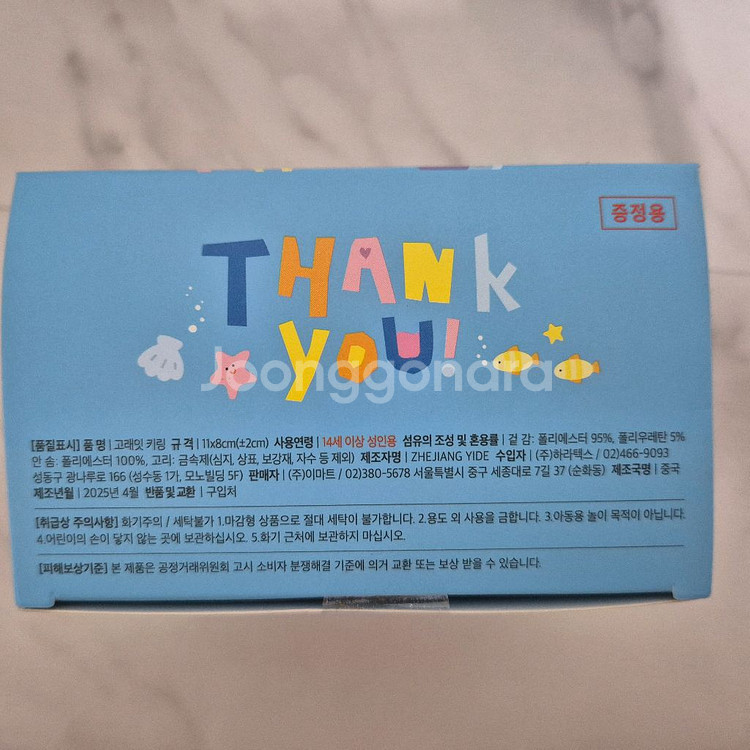 증정용
THANK
YOU!
Joonggonara
[품질표시] 품 명 | 고래잇 키링 규 격 | 11x8cm(±2cm) 사용연령 | 14세 이상 성인용 섬유의 조성 및 혼용률 | 겉 감: 폴리에스터 95%, 폴리우레탄 5%
안 솜: 폴리에스터 100%, 고리: 금속제(심지, 상표, 보강재, 자수 등 제외) 제조자명 | ZHEJIANG YIDE 수입자 | (주)하라텍스 / 02)466-9093
성동구 광나루로 166 (성수동 1가, 모노빌딩 5F) 판매자 | (주)이마트 / 02)380-5678 서울특별시 중구 세종대로 7길 37 (순화동) 제조국명 | 중국
제조년월 | 2025년 4월 반품 및 교환 | 구입처
[취급상 주의사항] 화기주의 / 세탁불가 1.마감형 상품으로 절대 세탁이 불가합니다. 2.용도 외 사용을 금합니다. 3.아동용 놀이 목적이 아닙니다.
4.어린이의 손이 닿지 않는 곳에 보관하십시오. 5.화기 근처에 보관하지 마십시오.
[피해보상기준] 본 제품은 공정거래위원회 고시 소비자 분쟁해결 기준에 의거 교환 또는 보상 받을 수 있습니다.